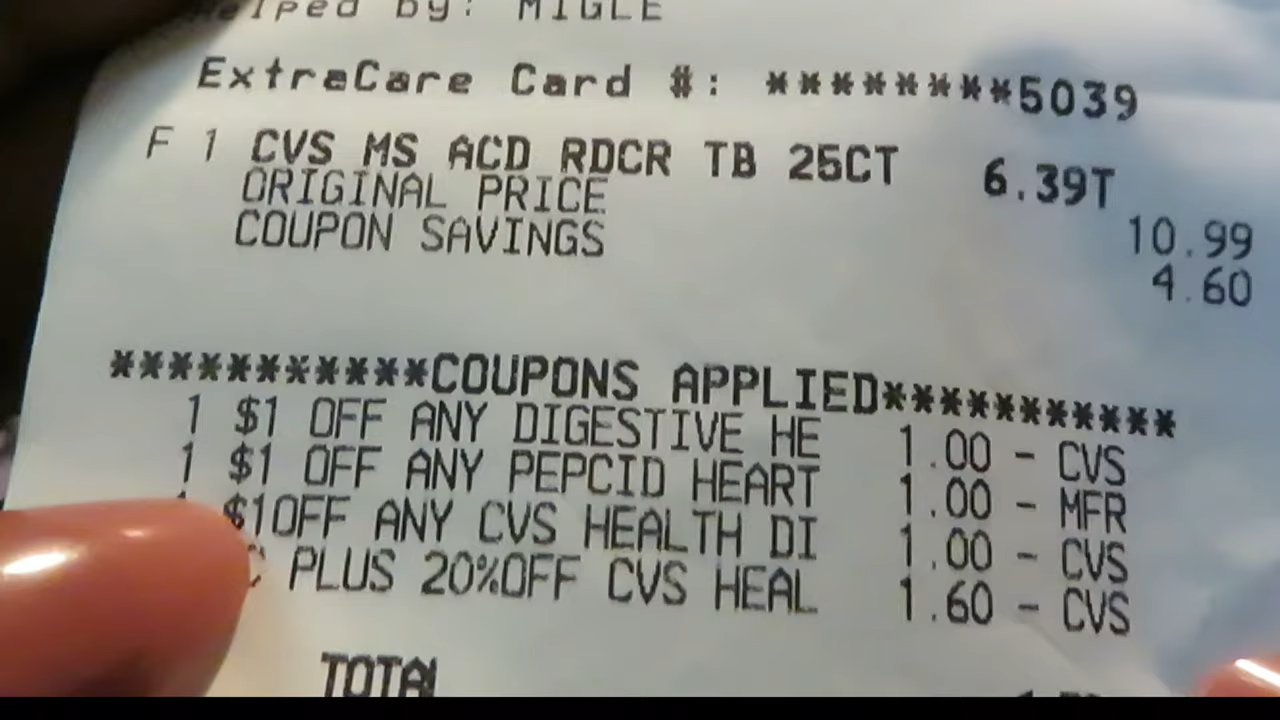 elped by: MIGLE
ExtraCare Card #: ********5039
F 1 CVS MS ACD RDCR TB 25CT 6.39T
ORIGINAL PRICE 10.99
COUPON SAVINGS 4.60
***********COUPONS APPLIED**********
1 $1 OFF ANY DIGESTIVE HE 1.00 - CVS
1 $1 OFF ANY PEPCID HEART 1.00 - MFR
$1OFF ANY CVS HEALTH DI 1.00 - CVS
PLUS 20%OFF CVS HEAL 1.60 - CVS
TOTAL